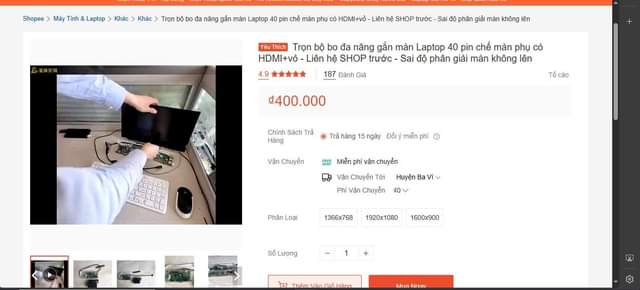 Shopee > Máy Tính & Laptop > Khác > Khác > Trọn bộ bo đa năng gắn màn Laptop 40 pin chế màn phụ có HDMI+vỏ - Liên hệ SHOP trước - Sai độ phân giải màn không lên
Yêu Thích Trọn bộ bo đa năng gắn màn Laptop 40 pin chế màn phụ có
HDMI+vỏ - Liên hệ SHOP trước - Sai độ phân giải màn không lên
4.9 187 Đánh Giá Tố cáo
₫400.000
Chính Sách Trả Hàng
Trả hàng 15 ngày Đổi ý miễn phí
Vận Chuyển Miễn phí vận chuyển
Vận Chuyển Tới Huyện Ba Vì
Phí Vận Chuyển ₫0
Phân Loại 1366x768 1920x1080 1600x900
Số Lượng - 1 +
Thêm Vào Giỏ Hàng Mua Ngay